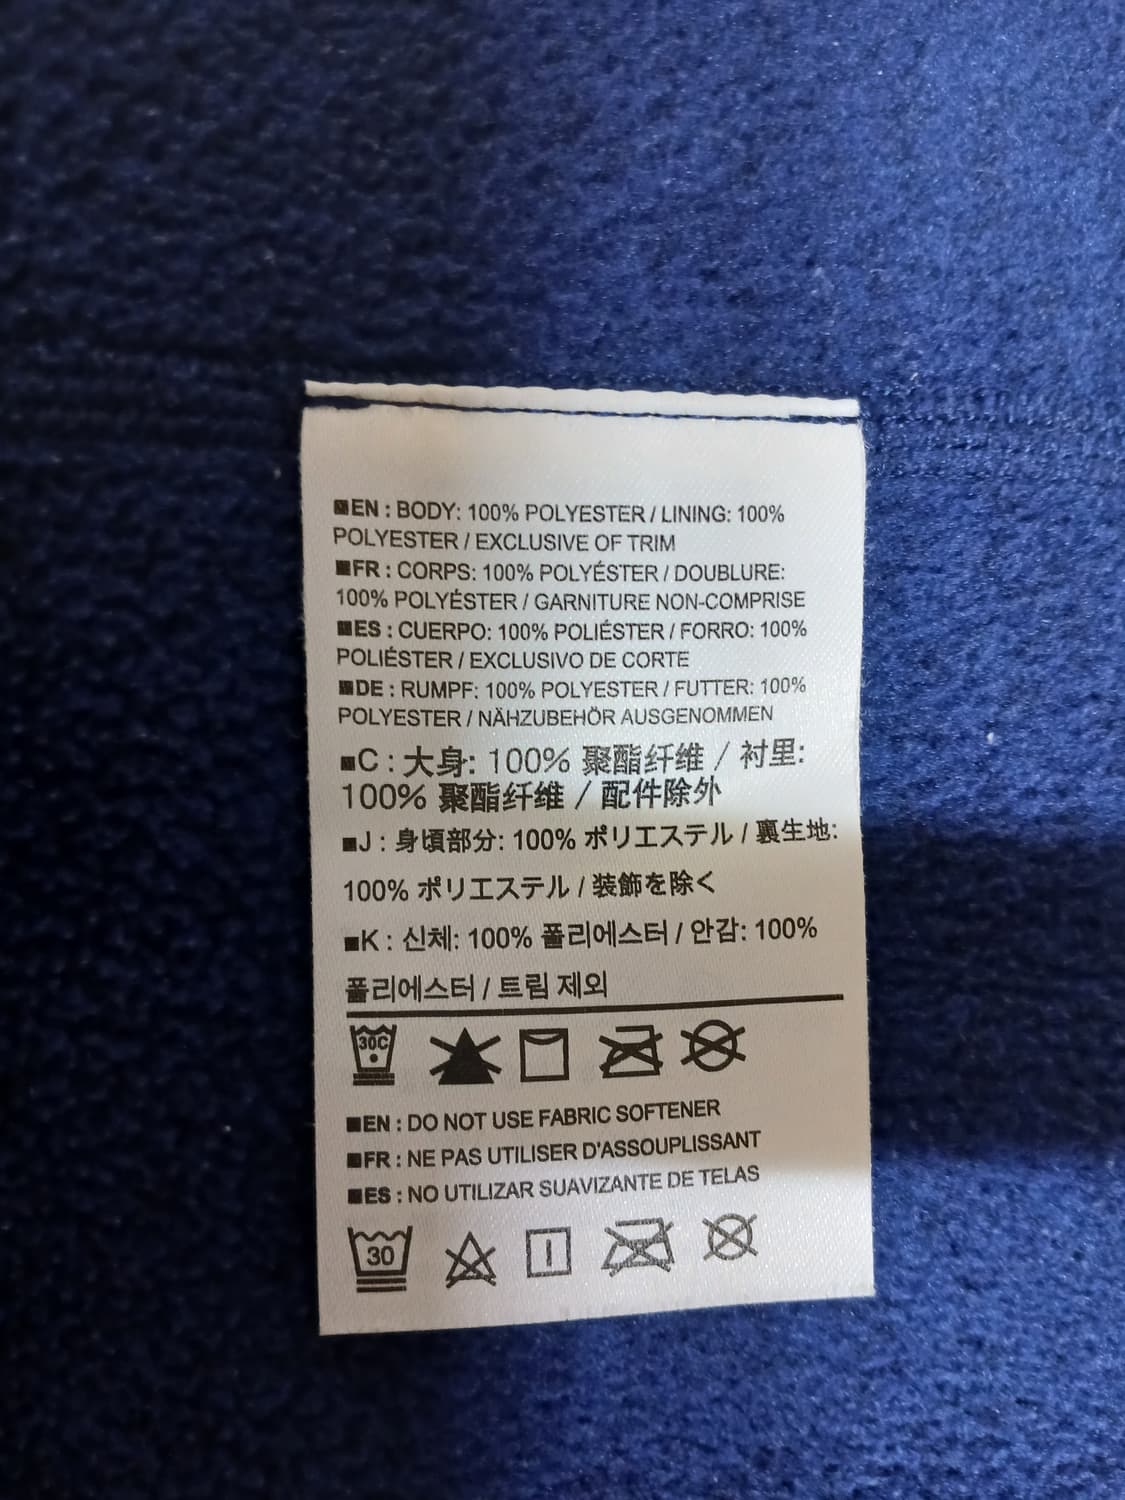 ■EN : BODY: 100% POLYESTER / LINING: 100%
POLYESTER / EXCLUSIVE OF TRIM
■FR : CORPS: 100% POLYÉSTER / DOUBLURE:
100% POLYÉSTER / GARNITURE NON-COMPRISE
■ES : CUERPO: 100% POLIÉSTER / FORRO: 100%
POLIÉSTER / EXCLUSIVO DE CORTE
■DE : RUMPF: 100% POLYESTER / FUTTER: 100%
POLYESTER / NÄHZUBEHÖR AUSGENOMMEN
■C : 大身: 100% 聚酯纤维 / 衬里:
100% 聚酯纤维 / 配件除外
■J : 身頃部分: 100% ポリエステル / 裏生地:
100% ポリエステル / 装飾を除く
■K : 신체: 100% 폴리에스터 / 안감: 100%
폴리에스터 / 트림 제외
30C
■EN : DO NOT USE FABRIC SOFTENER
■FR : NE PAS UTILISER D'ASSOUPLISSANT
■ES : NO UTILIZAR SUAVIZANTE DE TELAS
30